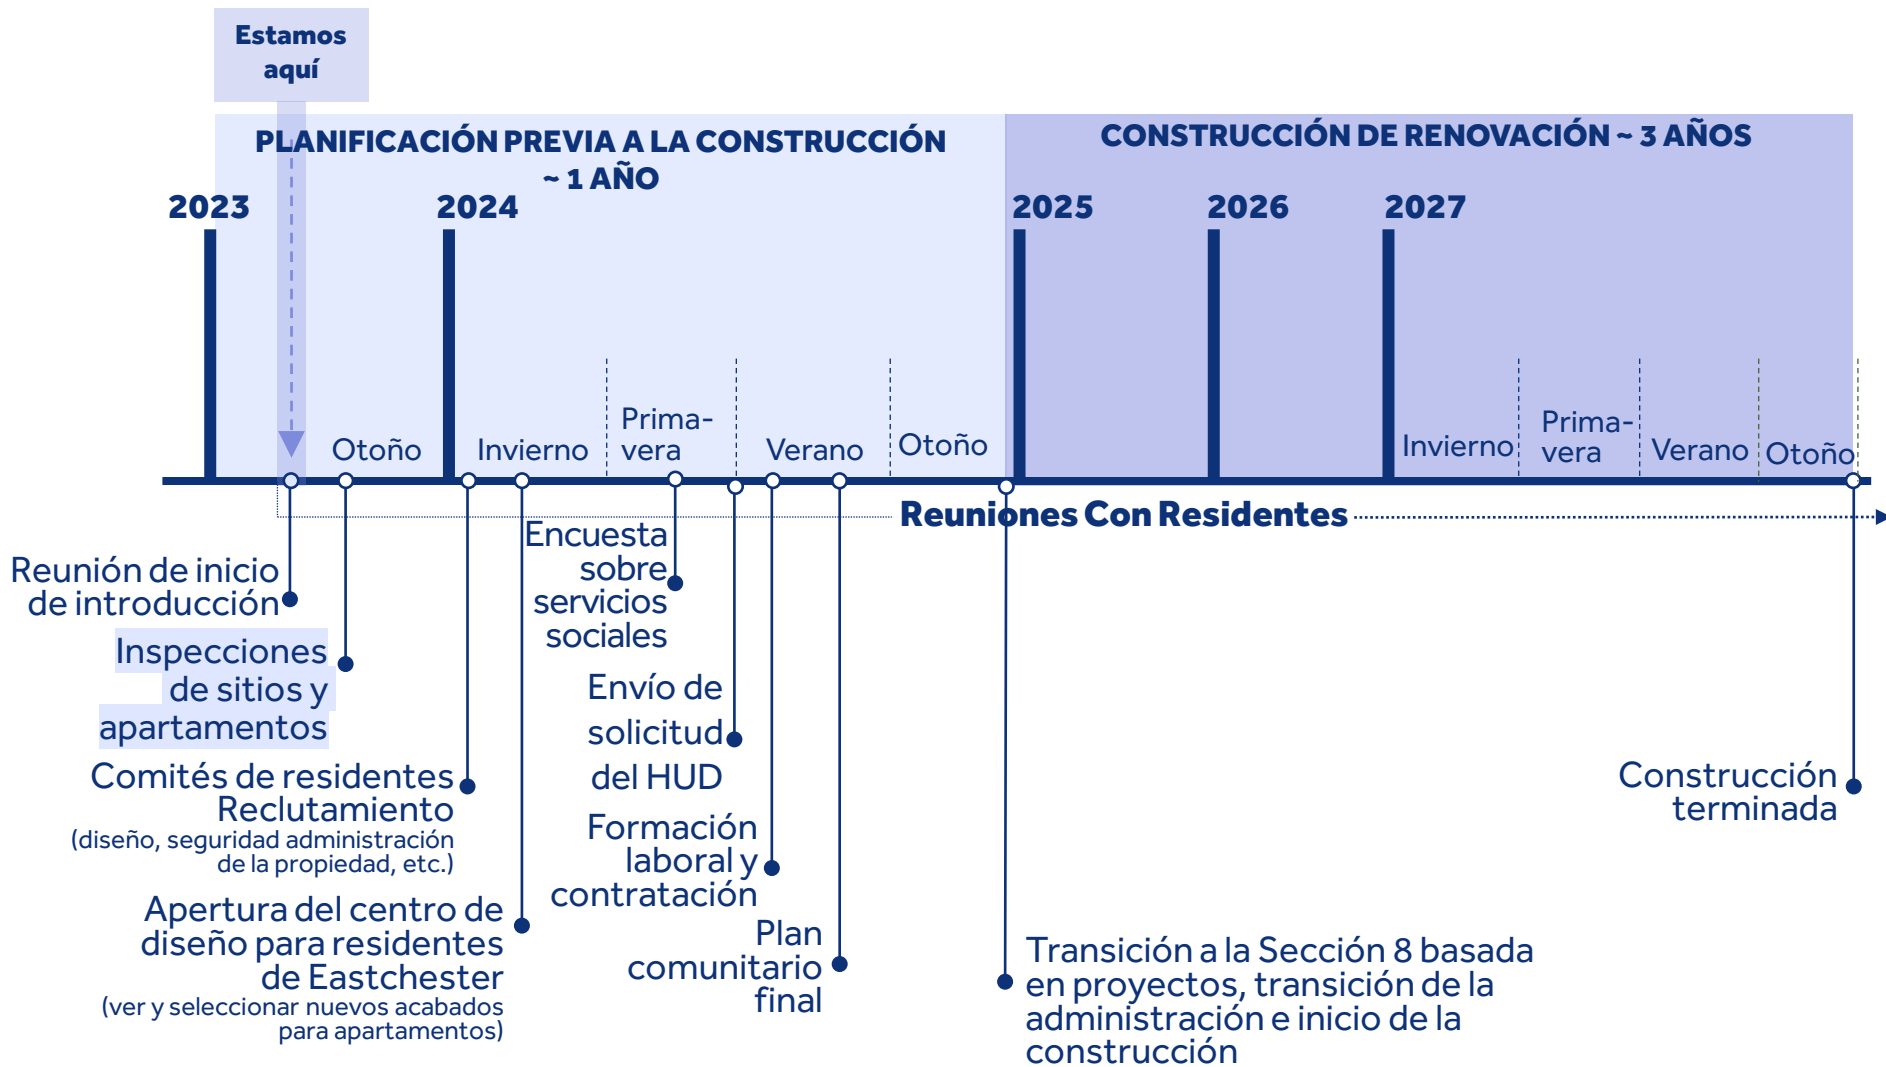 Estamos
aquí
PLANIFICACIÓN PREVIA A LA CONSTRUCCIÓN
~ 1 AÑO
CONSTRUCCIÓN DE RENOVACIÓN ~ 3 AÑOS
2023
2024
2025
2026
2027
Otoño
Invierno
Prima-
vera
Verano
Otoño
Invierno
Prima-
vera
Verano
Otoño
Reuniones Con Residentes
Reunión de inicio
de introducción
Inspecciones
de sitios y
apartamentos
Comités de residentes
Reclutamiento
(diseño, seguridad administración
de la propiedad, etc.)
Apertura del centro de
diseño para residentes
de Eastchester
(ver y seleccionar nuevos acabados
para apartamentos)
Encuesta
sobre
servicios
sociales
Envío de
solicitud
del HUD
Formación
laboral y
contratación
Plan
comunitario
final
Transición a la Sección 8 basada
en proyectos, transición de la
administración e inicio de la
construcción
Construcción
terminada